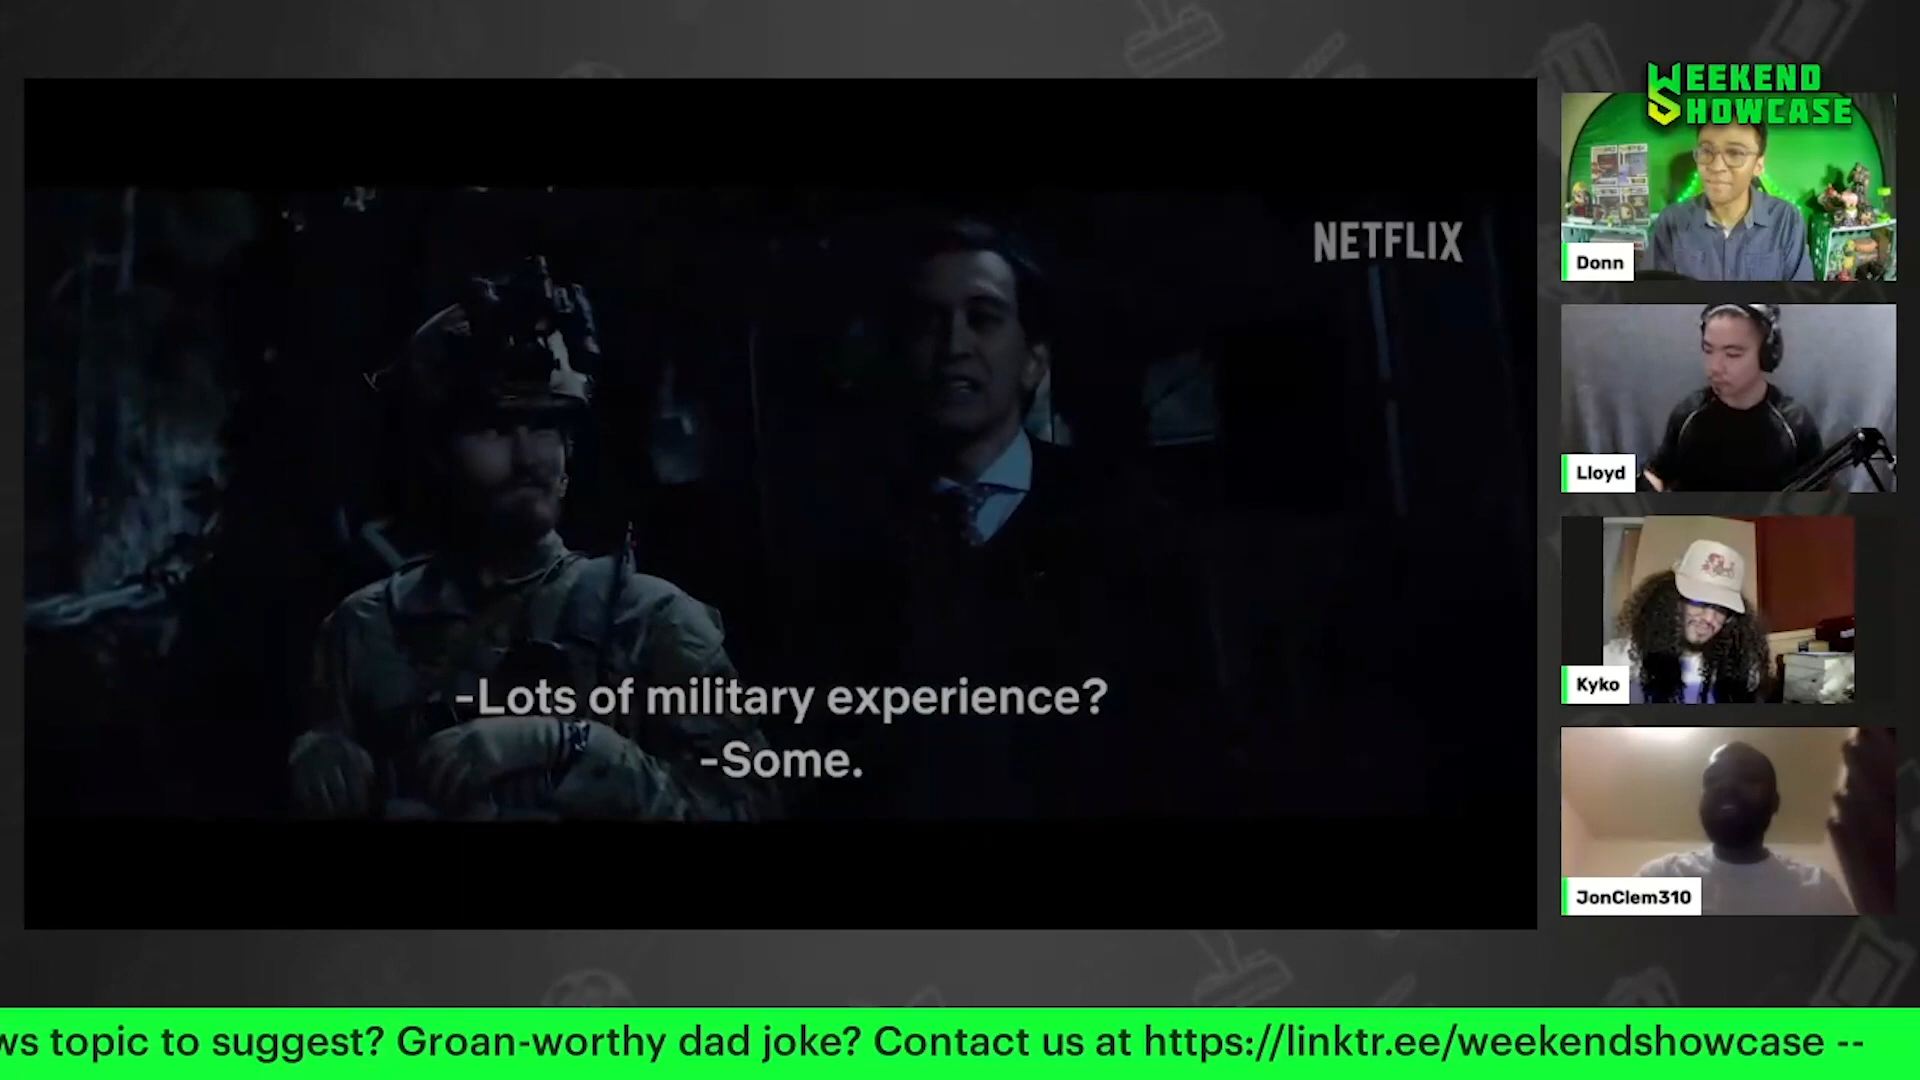 WEEKEND
SHOWCASE
NETFLIX
Donn
Lloyd
Kyko
-Lots of military experience?
-Some.
JonClem310
ws topic to suggest? Groan-worthy dad joke? Contact us at https://linktr.ee/weekendshowcase --